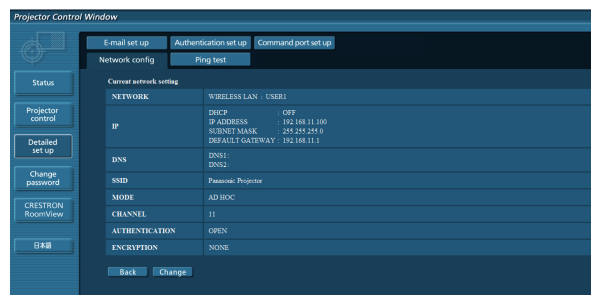 Projector Control Window
E-mail set up Authentication set up Command port set up
Network config Ping test
Status
Projector control
Detailed set up
Change password
CRESTRON RoomView
日本語
Current network setting
NETWORK WIRELESS LAN : USER1
IP
DHCP : OFF
IP ADDRESS : 192.168.11.100
SUBNET MASK : 255.255.255.0
DEFAULT GATEWAY : 192.168.11.1
DNS
DNS1:
DNS2:
SSID Panasonic Projector
MODE AD HOC
CHANNEL 11
AUTHENTICATION OPEN
ENCRYPTION NONE
Back Change